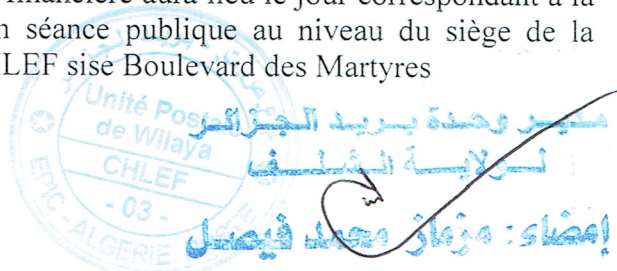 financière aura lieu le jour correspondant à la
séance publique au niveau du siège de la
CHLEF sise Boulevard des Martyres
Unité Postale
de Wilaya
CHLEF
- 03 -
EPIC - ALGERIE
مدير وحدة بريد الجزائر
لولاية الشلف
إمضاء: مزماز محمد فيصل